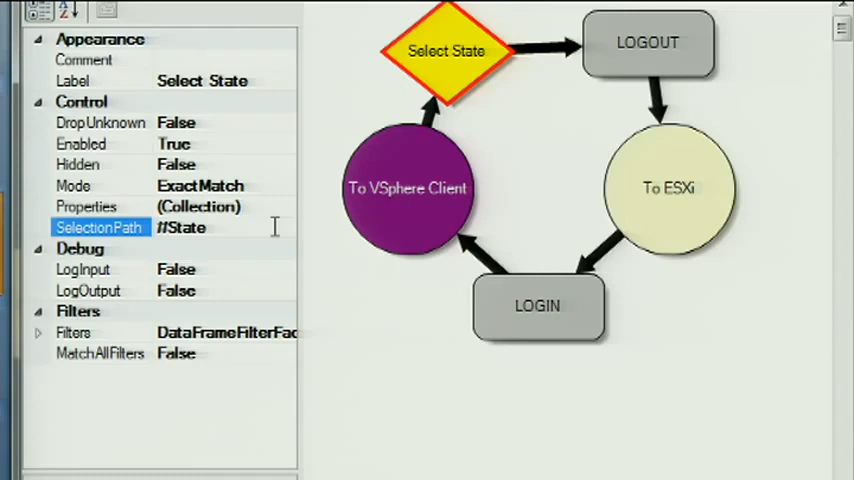 Appearance
Comment
Label Select State
Control
DropUnknown False
Enabled True
Hidden False
Mode ExactMatch
Properties (Collection)
SelectionPath //State
Debug
LogInput False
LogOutput False
Filters
Filters DataFrameFilterFac
MatchAllFilters False
Select State
LOGOUT
To VSphere Client
To ESXi
LOGIN